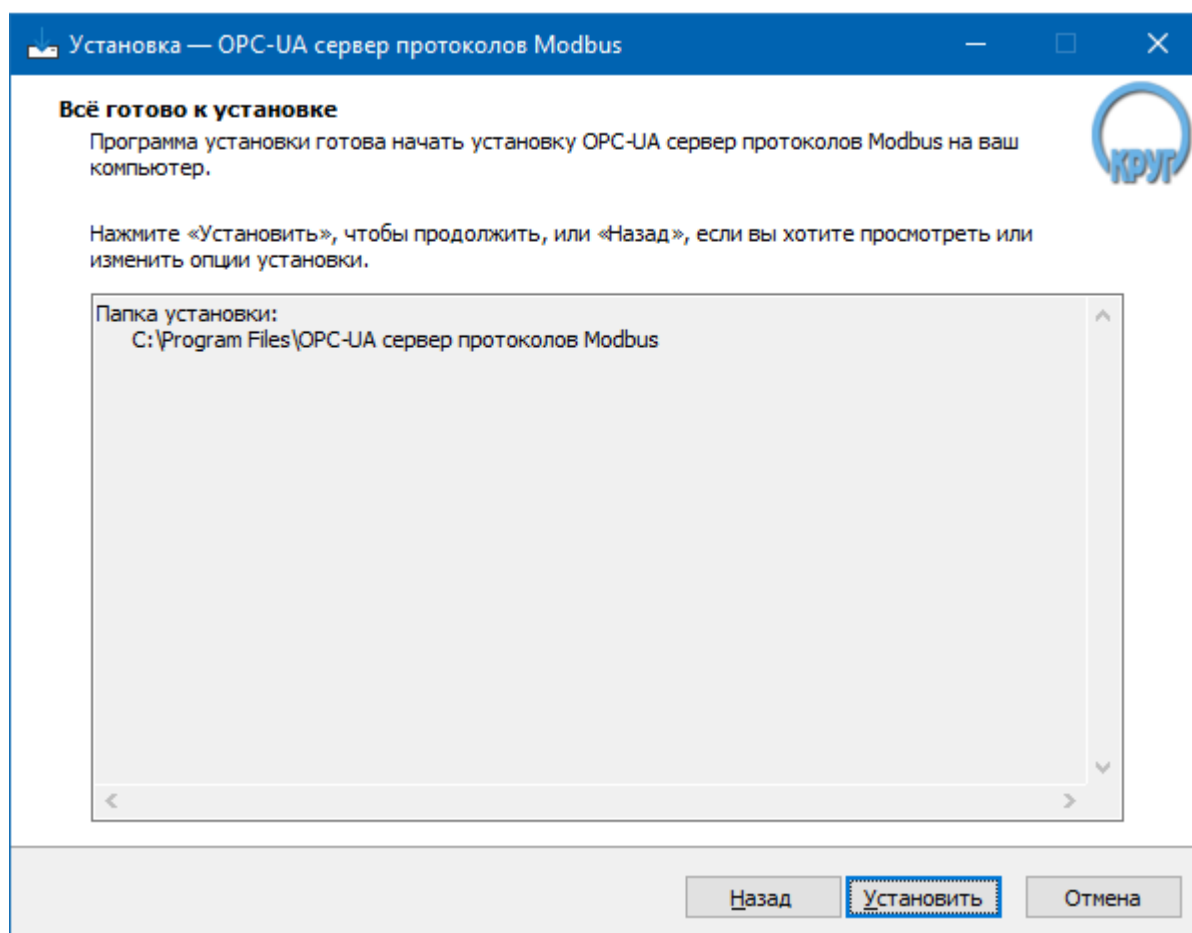 Установка — OPC-UA сервер протоколов Modbus
Всё готово к установке
Программа установки готова начать установку OPC-UA сервер протоколов Modbus на ваш
компьютер.
КРУГ
Нажмите «Установить», чтобы продолжить, или «Назад», если вы хотите просмотреть или
изменить опции установки.
Папка установки:
C:\Program Files\OPC-UA сервер протоколов Modbus
Назад Установить Отмена